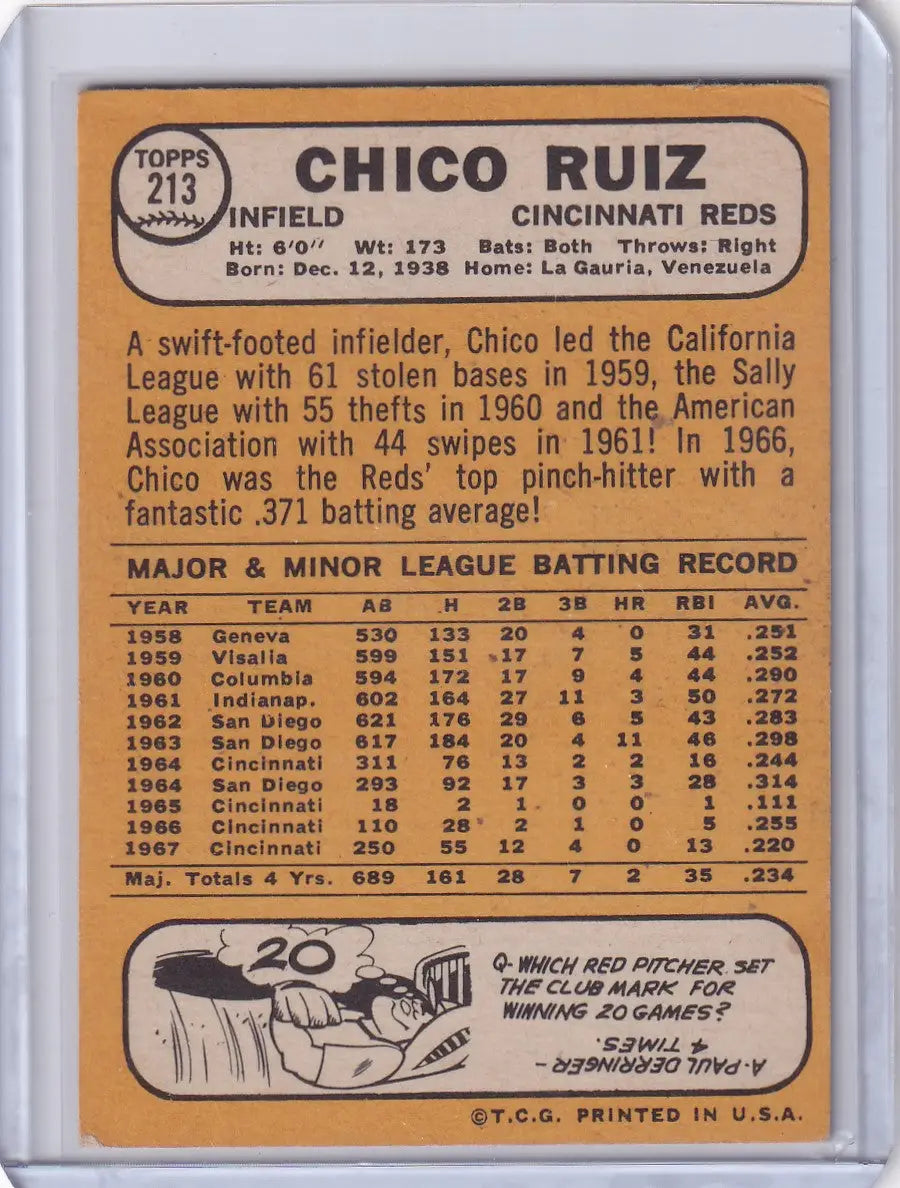 TOPPS
213
CHICO RUIZ
INFIELD CINCINNATI REDS
Ht: 6'0" Wt: 173 Bats: Both Throws: Right
Born: Dec. 12, 1938 Home: La Gauria, Venezuela
A swift-footed infielder, Chico led the California
League with 61 stolen bases in 1959, the Sally
League with 55 thefts in 1960 and the American
Association with 44 swipes in 1961! In 1966,
Chico was the Reds' top pinch-hitter with a
fantastic .371 batting average!
MAJOR & MINOR LEAGUE BATTING RECORD
YEAR TEAM AB H 2B 3B HR RBI AVG.
1958 Geneva 530 133 20 4 0 31 .251
1959 Visalia 599 151 17 7 5 44 .252
1960 Columbia 594 172 17 9 4 44 .290
1961 Indianap. 602 164 27 11 3 50 .272
1962 San Diego 621 176 29 6 5 43 .283
1963 San Diego 617 184 20 4 11 46 .298
1964 Cincinnati 311 76 13 2 2 16 .244
1964 San Diego 293 92 17 3 3 28 .314
1965 Cincinnati 18 2 1 0 0 1 .111
1966 Cincinnati 110 28 2 1 0 5 .255
1967 Cincinnati 250 55 12 4 0 13 .220
Maj. Totals 4 Yrs. 689 161 28 7 2 35 .234
20
Q- WHICH RED PITCHER SET
THE CLUB MARK FOR
WINNING 20 GAMES?
A- PAUL DERRINGER –
4 TIMES.
©T.C.G. PRINTED IN U.S.A.